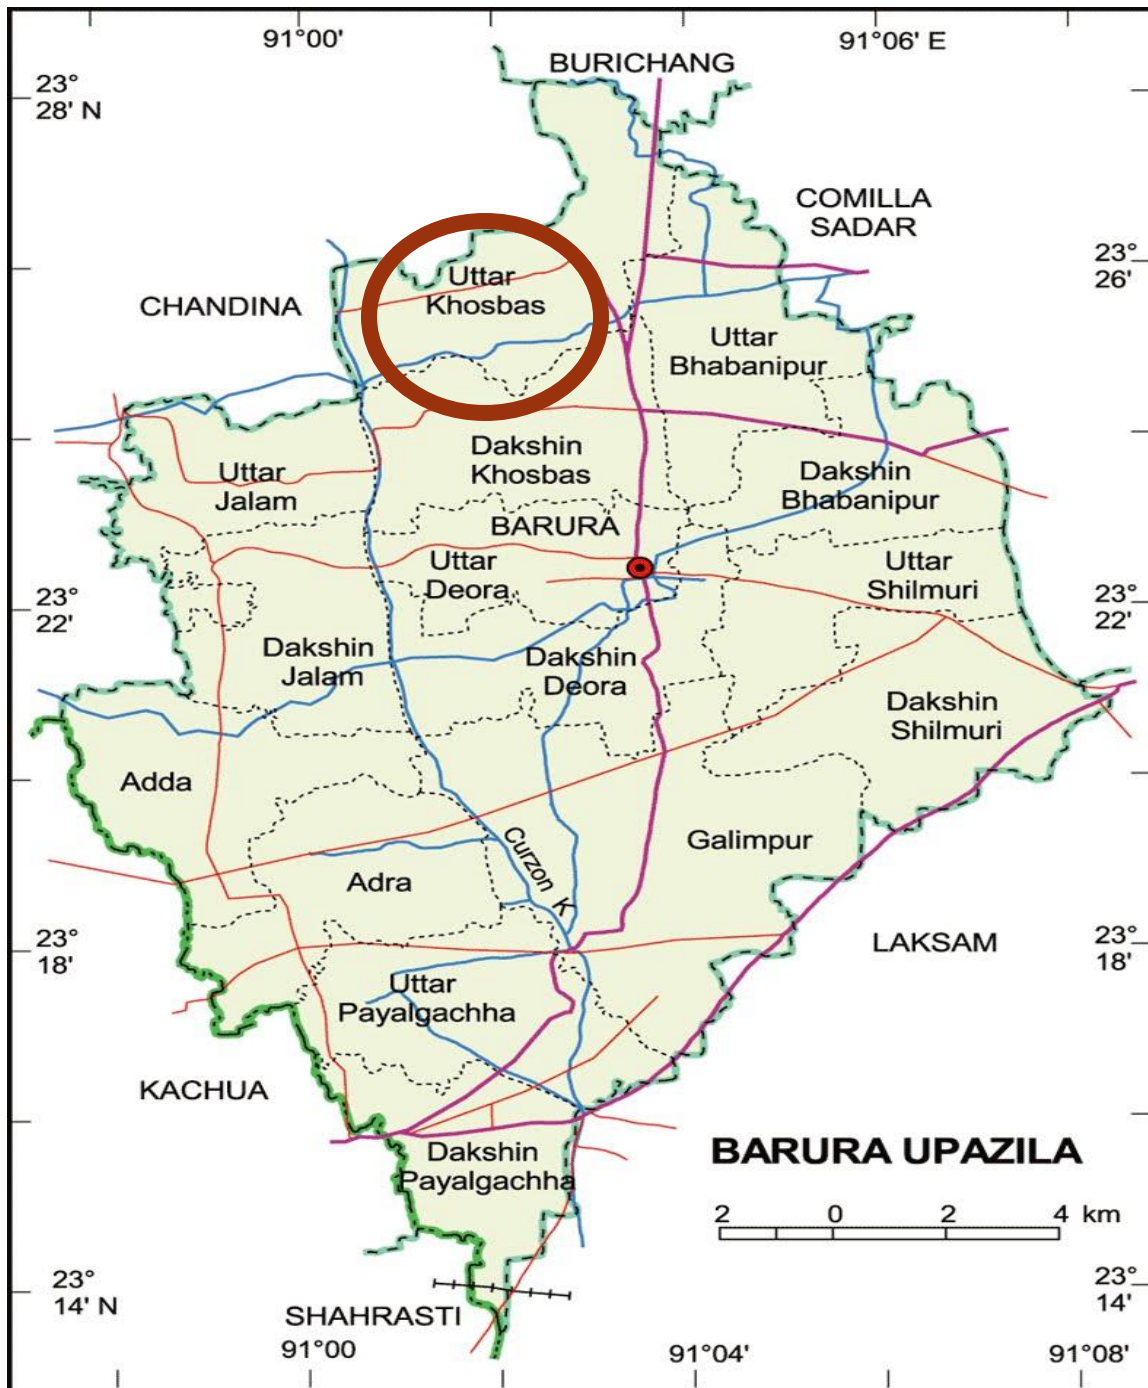 91°00'
91°06' E
BURICHANG
23°
28' N
COMILLA
SADAR
23°
26'
CHANDINA
Uttar
Khosbas
Uttar
Bhabanipur
Dakshin
Khosbas
Uttar
Jalam
Dakshin
Bhabanipur
BARURA
Uttar
Deora
Uttar
Shilmuri
23°
22'
23°
22'
Dakshin
Jalam
Dakshin
Deora
Dakshin
Shilmuri
Adda
Curzon K
Galimpur
Adra
LAKSAM
23°
18'
23°
18'
Uttar
Payalgachha
KACHUA
Dakshin
Payalgachha
BARURA UPAZILA
2 0 2 4 km
23°
14' N
23°
14'
SHAHRASTI
91°00
91°04'
91°08'